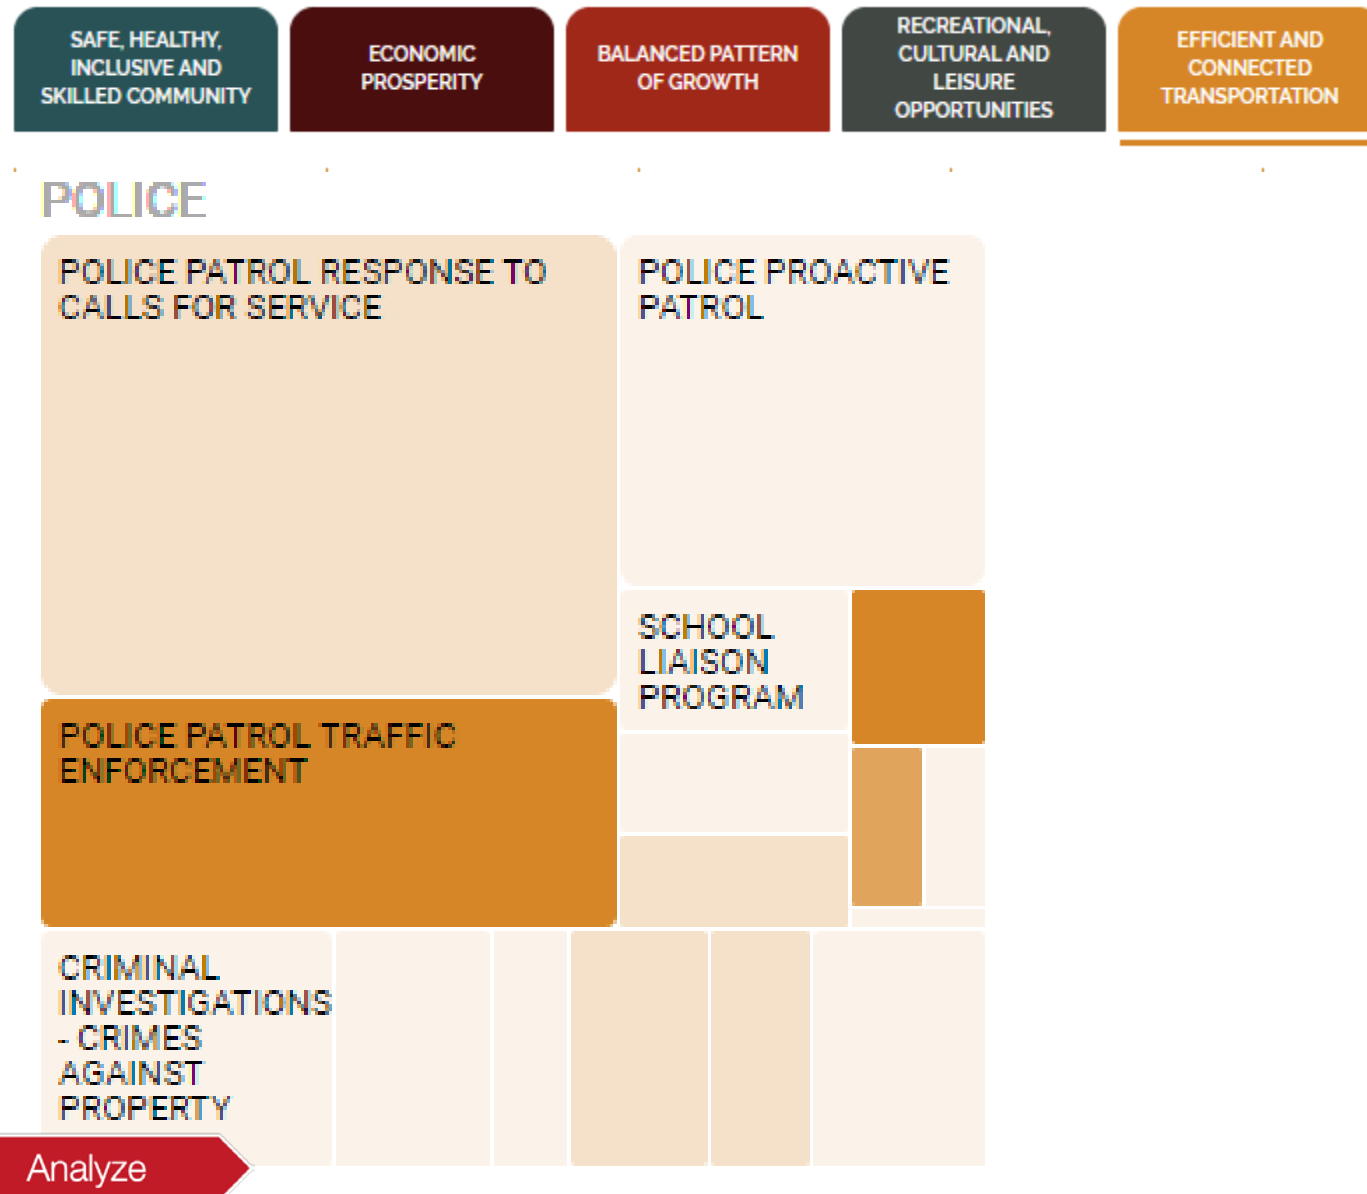 SAFE, HEALTHY,
INCLUSIVE AND
SKILLED COMMUNITY
ECONOMIC
PROSPERITY
BALANCED PATTERN
OF GROWTH
RECREATIONAL,
CULTURAL AND
LEISURE
OPPORTUNITIES
EFFICIENT AND
CONNECTED
TRANSPORTATION
POLICE
POLICE PATROL RESPONSE TO
CALLS FOR SERVICE
POLICE PROACTIVE
PATROL
SCHOOL
LIAISON
PROGRAM
POLICE PATROL TRAFFIC
ENFORCEMENT
CRIMINAL
INVESTIGATIONS
- CRIMES
AGAINST
PROPERTY
Analyze